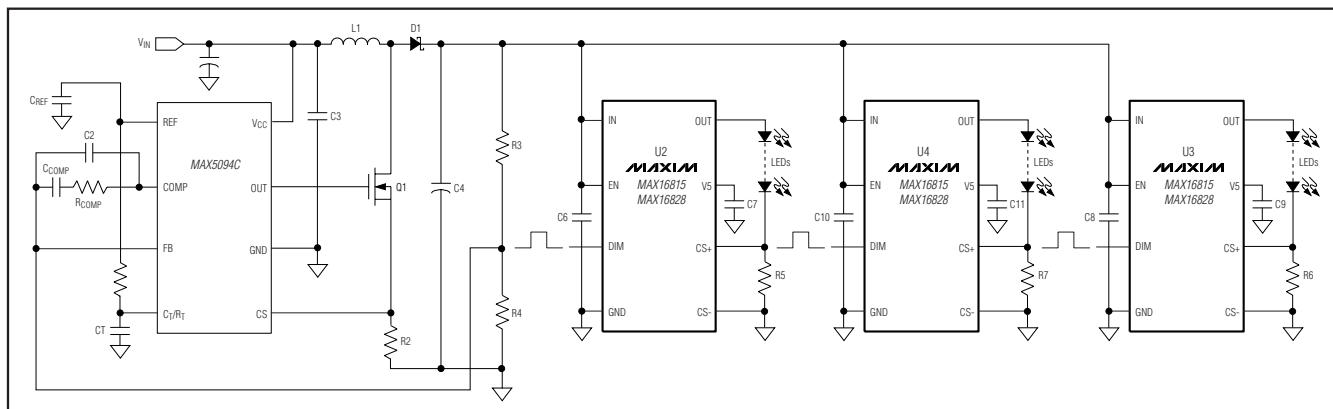 VIN
L1
D1
CREF
REF
VCC
C3
C2
MAX5094C
CCOMP
COMP
RCOMP
OUT
Q1
C4
R3
FB
GND
CT/RT
CS
CT
R2
R4
IN
OUT
U2
MAXIM
MAX16815
MAX16828
LEDs
EN
V5
C6
C7
DIM
CS+
R5
GND
CS-
IN
OUT
U4
MAXIM
MAX16815
MAX16828
LEDs
EN
V5
C10
C11
DIM
CS+
R7
GND
CS-
IN
OUT
U3
MAXIM
MAX16815
MAX16828
LEDs
EN
V5
C8
C9
DIM
CS+
R6
GND
CS-